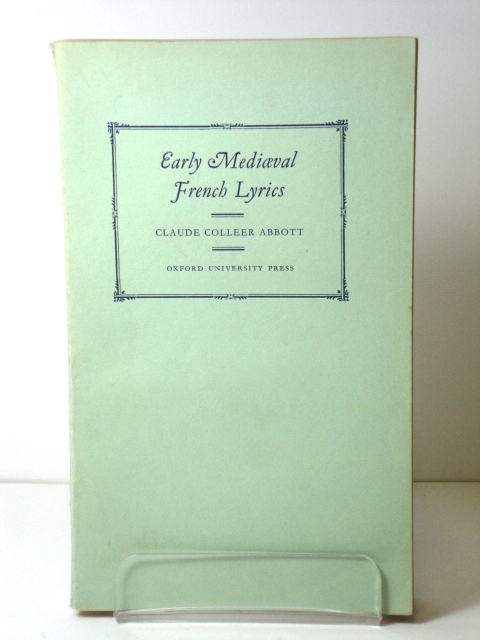 Early Mediæval
French Lyrics
CLAUDE COLLEER ABBOTT
OXFORD UNIVERSITY PRESS